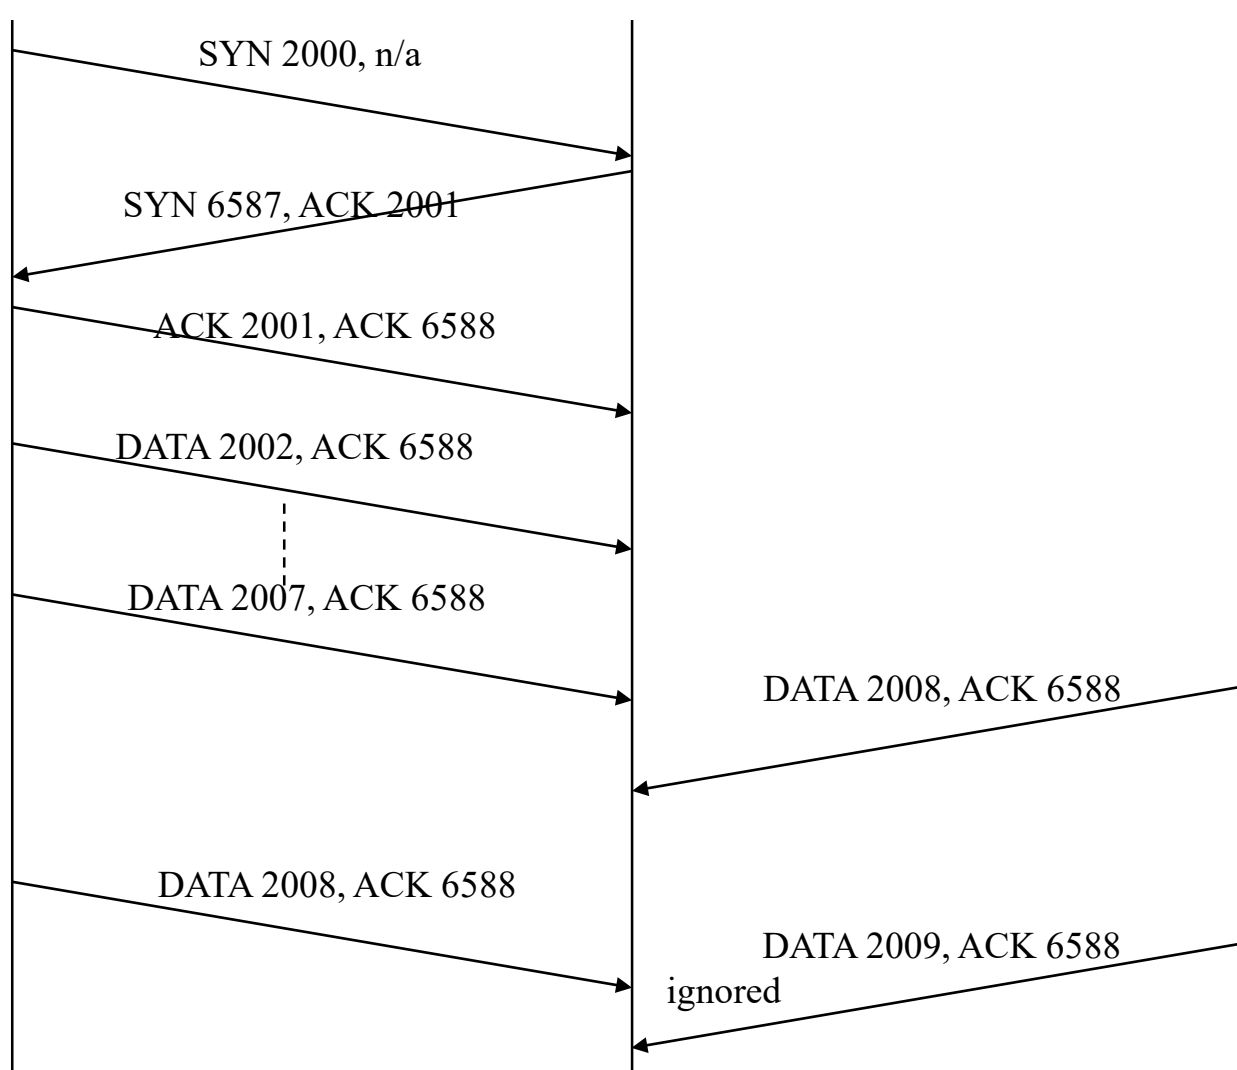 SYN 2000, n/a
SYN 6587, ACK 2001
ACK 2001, ACK 6588
DATA 2002, ACK 6588
DATA 2007, ACK 6588
DATA 2008, ACK 6588
DATA 2008, ACK 6588
DATA 2009, ACK 6588
ignored